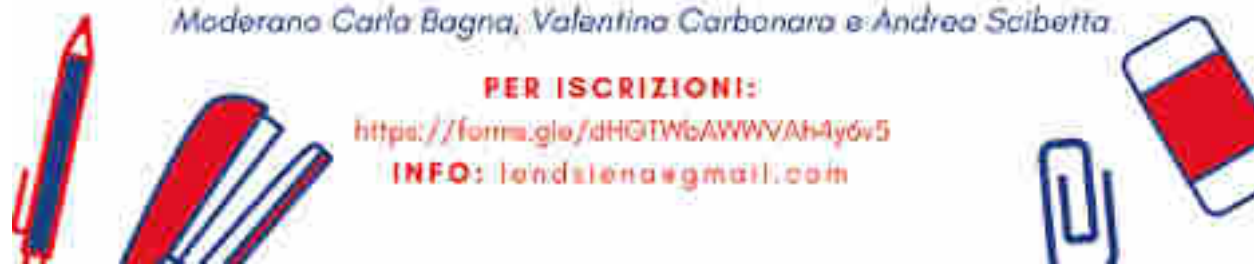 Moderano Carla Bagna, Valentina Carbonara e Andrea Scibetta
PER ISCRIZIONI:
https://forms.gle/dHGTWbAWWVAh4y6v5
INFO: lendsiena@gmail.com